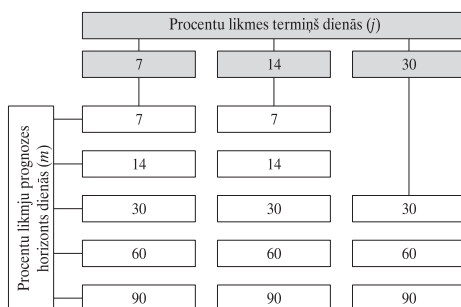 Procentu likmes termiņš dienās (j)
7 14 30
Procentu likmju prognozes
horizonts dienās (m)
7 7
14 14
30 30 30
60 60 60
90 90 90